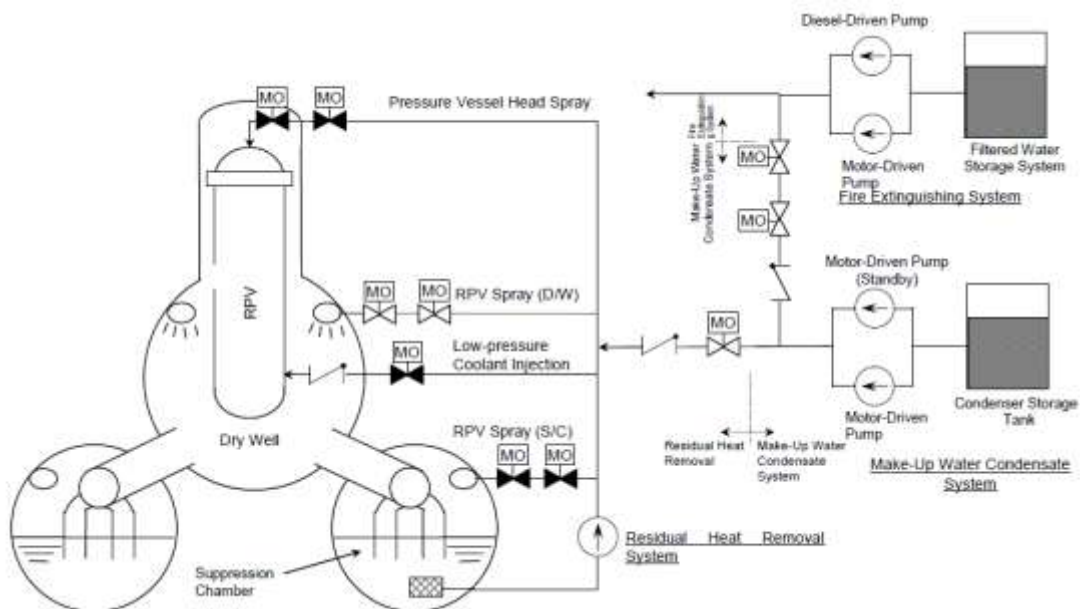 Diesel-Driven Pump
MO
MO
Pressure Vessel Head Spray
Fire
Extinguishing
System
Make-Up Water
Condensate System
MO
Motor-Driven
Pump
Filtered Water
Storage System
Fire Extinguishing System
MO
Motor-Driven Pump
(Standby)
RPV
MO
MO
RPV Spray (D/W)
MO
Low-pressure
Coolant Injection
MO
Condenser Storage
Tank
Motor-Driven
Pump
Dry Well
RPV Spray (S/C)
MO
MO
Residual Heat
Removal
Make-Up Water
Condensate
System
Make-Up Water Condensate
System
Residual Heat Removal
System
Suppression
Chamber